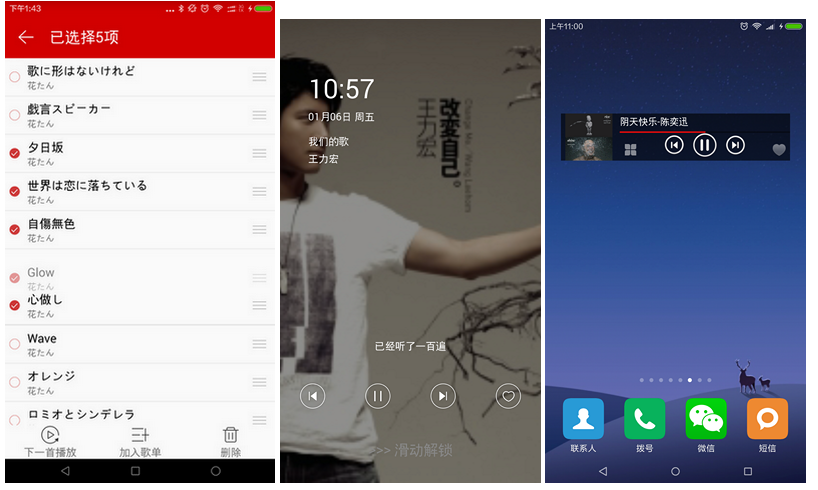 下午1:43
已选择5项
歌に形はないけれど
花たん
戯言スピーカー
花たん
夕日坂
花たん
世界は恋に落ちている
花たん
自傷無色
花たん
Glow
花たん
心做し
花たん
Wave
花たん
オレンジ
花たん
ロミオとシンデレラ
下一首播放
加入歌单
删除
10:57
01月06日 周五
我们的歌
王力宏
改變自己。
王力宏
Change Me / Wang Leehom
已经听了一百遍
>> 滑动解锁
上午11:00
阴天快乐-陈奕迅
联系人
拨号
微信
短信